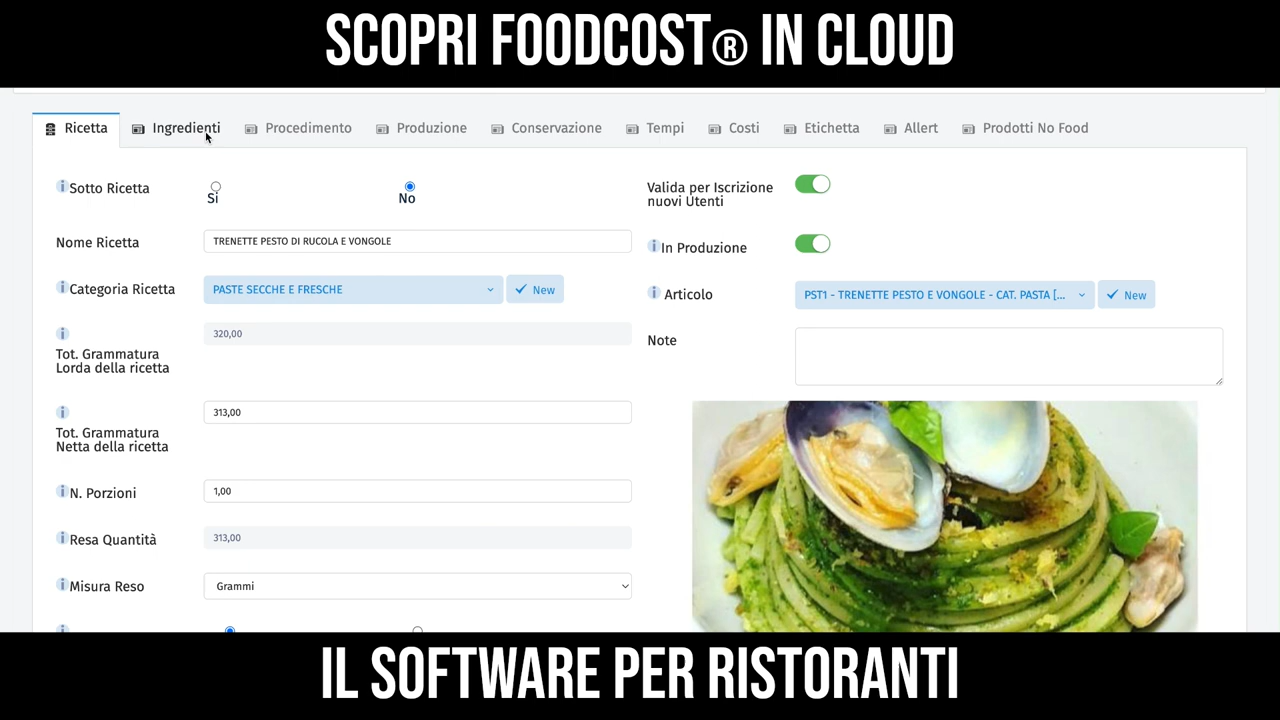 SCOPRI FOODCOST® IN CLOUD
Ricetta
Ingredienti
Procedimento
Produzione
Conservazione
Tempi
Costi
Etichetta
Allert
Prodotti No Food
Sotto Ricetta
Si
No
Nome Ricetta
TRENETTE PESTO DI RUCOLA E VONGOLE
Categoria Ricetta
PASTE SECCHE E FRESCHE
New
Tot. Grammatura
Lorda della ricetta
320,00
Tot. Grammatura
Netta della ricetta
313,00
N. Porzioni
1,00
Resa Quantità
313,00
Misura Reso
Grammi
Valida per Iscrizione
nuovi Utenti
In Produzione
Articolo
PST1 - TRENETTE PESTO E VONGOLE - CAT. PASTA [...
New
Note
IL SOFTWARE PER RISTORANTI